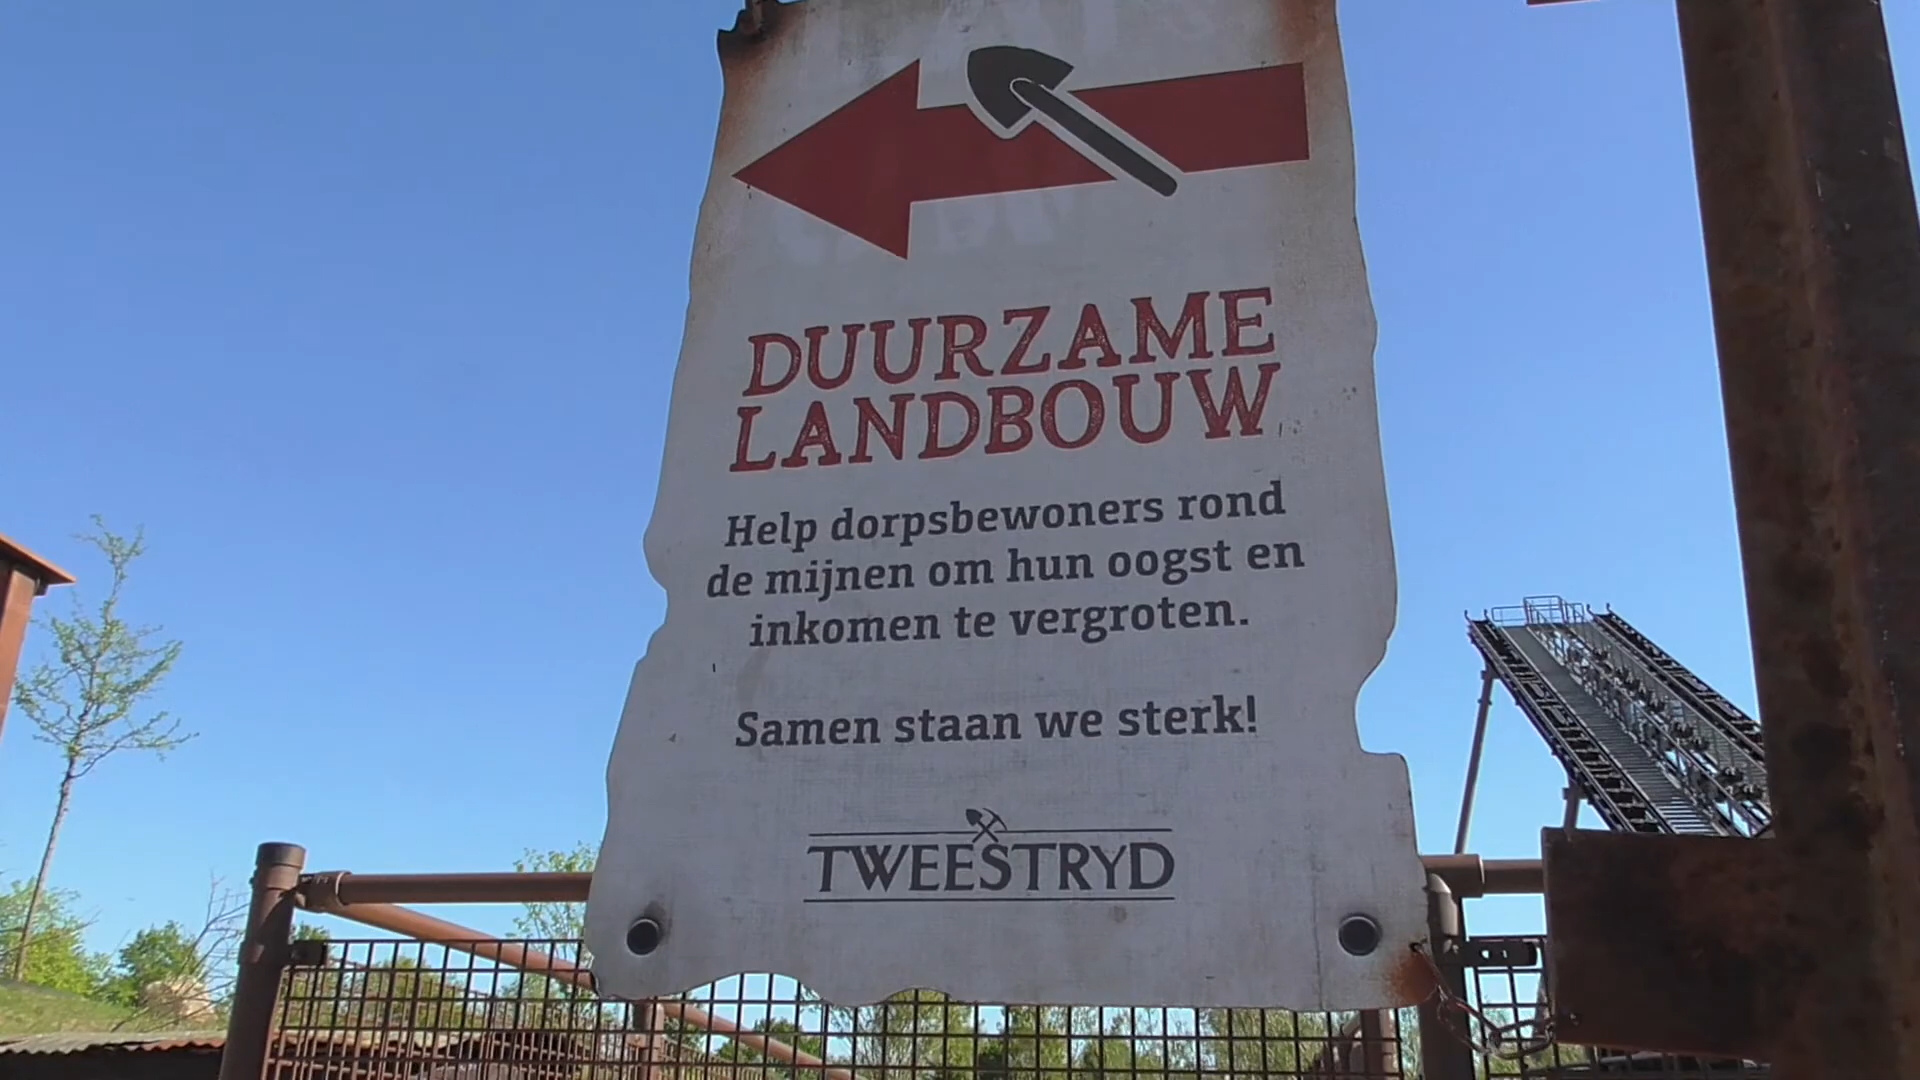 DUURZAME
LANDBOUW
Help dorpsbewoners rond
de mijnen om hun oogst en
inkomen te vergroten.
Samen staan we sterk!
TWEESTRYD